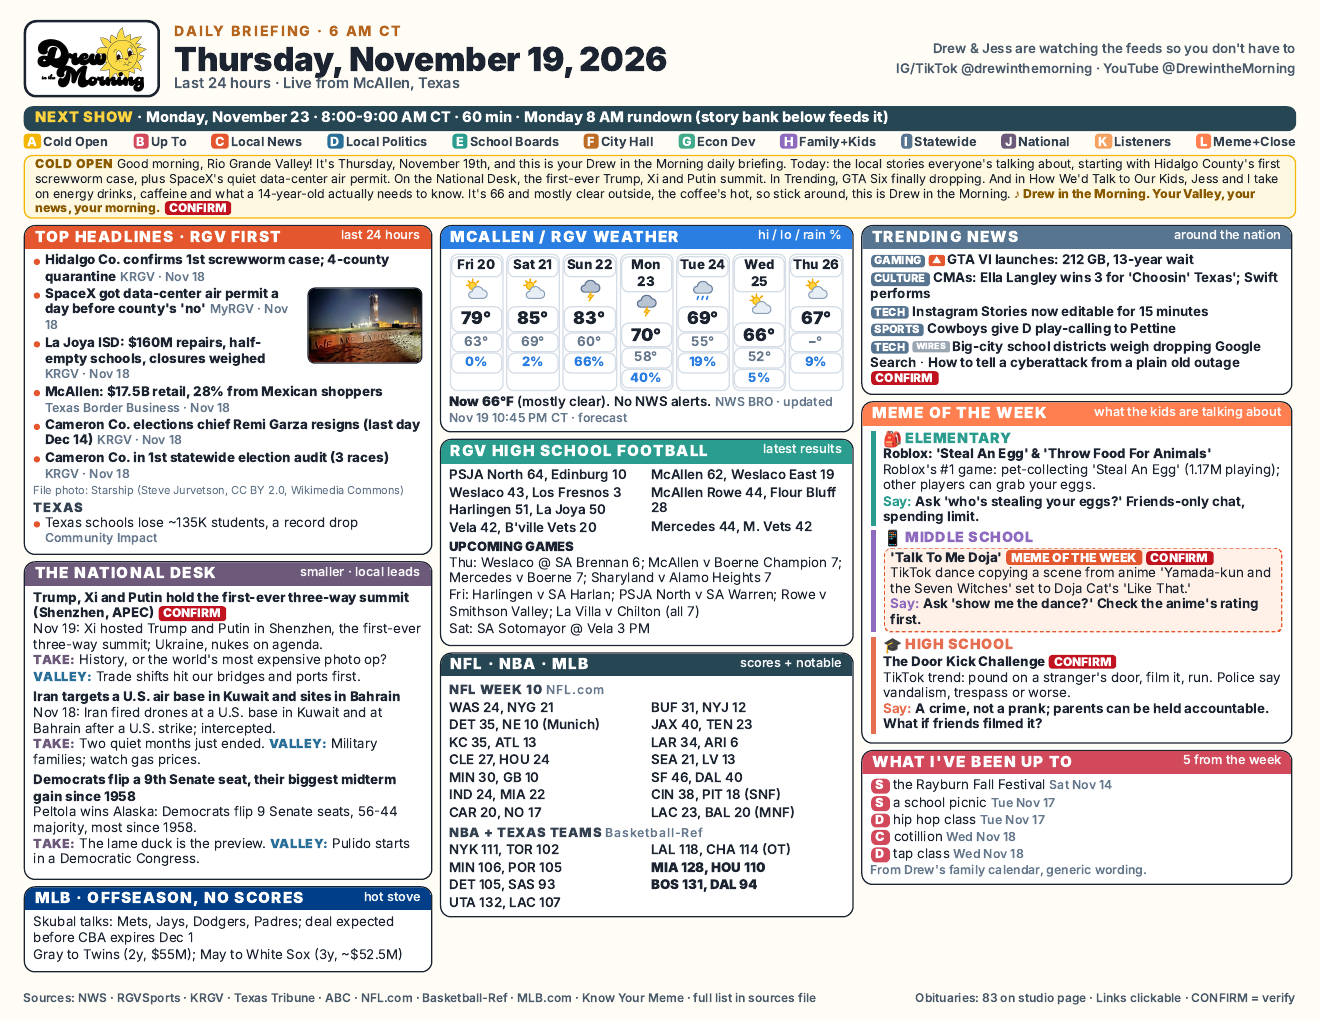 Drew
in the
Morning
DAILY BRIEFING · 6 AM CT
Thursday, November 19, 2026
Last 24 hours · Live from McAllen, Texas
Drew & Jess are watching the feeds so you don't have to
IG/TikTok @drewinthemorning · YouTube @DrewintheMorning
NEXT SHOW · Monday, November 23 · 8:00-9:00 AM CT · 60 min · Monday 8 AM rundown (story bank below feeds it)
A Cold Open B Up To C Local News D Local Politics E School Boards F City Hall G Econ Dev H Family+Kids I Statewide J National K Listeners L Meme+Close
COLD OPEN Good morning, Rio Grande Valley! It's Thursday, November 19th, and this is your Drew in the Morning daily briefing. Today: the local stories everyone's talking about, starting with Hidalgo County's first
screwworm case, plus SpaceX's quiet data-center air permit. On the National Desk, the first-ever Trump, Xi and Putin summit. In Trending, GTA Six finally dropping. And in How We'd Talk to Our Kids, Jess and I take
on energy drinks, caffeine and what a 14-year-old actually needs to know. It's 66 and mostly clear outside, the coffee's hot, so stick around, this is Drew in the Morning. ♪ Drew in the Morning. Your Valley, your
news, your morning. CONFIRM
TOP HEADLINES · RGV FIRST last 24 hours
Hidalgo Co. confirms 1st screwworm case; 4-county
quarantine KRGV · Nov 18
SpaceX got data-center air permit a
day before county's 'no' MyRGV · Nov
18
La Joya ISD: $160M repairs, half-
empty schools, closures weighed
KRGV · Nov 18
McAllen: $17.5B retail, 28% from Mexican shoppers
Texas Border Business · Nov 18
Cameron Co. elections chief Remi Garza resigns (last day
Dec 14) KRGV · Nov 18
Cameron Co. in 1st statewide election audit (3 races)
KRGV · Nov 18
File photo: Starship (Steve Jurvetson, CC BY 2.0, Wikimedia Commons)
TEXAS
Texas schools lose ~135K students, a record drop
Community Impact
THE NATIONAL DESK smaller · local leads
Trump, Xi and Putin hold the first-ever three-way summit
(Shenzhen, APEC) CONFIRM
Nov 19: Xi hosted Trump and Putin in Shenzhen, the first-ever
three-way summit; Ukraine, nukes on agenda.
TAKE: History, or the world's most expensive photo op?
VALLEY: Trade shifts hit our bridges and ports first.
Iran targets a U.S. air base in Kuwait and sites in Bahrain
Nov 18: Iran fired drones at a U.S. base in Kuwait and at
Bahrain after a U.S. strike; intercepted.
TAKE: Two quiet months just ended. VALLEY: Military
families; watch gas prices.
Democrats flip a 9th Senate seat, their biggest midterm
gain since 1958
Peltola wins Alaska: Democrats flip 9 Senate seats, 56-44
majority, most since 1958.
TAKE: The lame duck is the preview. VALLEY: Pulido starts
in a Democratic Congress.
MLB · OFFSEASON, NO SCORES hot stove
Skubal talks: Mets, Jays, Dodgers, Padres; deal expected
before CBA expires Dec 1
Gray to Twins (2y, $55M); May to White Sox (3y, ~$52.5M)
MCALLEN / RGV WEATHER hi / lo / rain %
Fri 20 Sat 21 Sun 22 Mon 23 Tue 24 Wed 25 Thu 26
79° 85° 83° 70° 69° 66° 67°
63° 69° 60° 58° 55° 52° –°
0% 2% 66% 40% 19% 5% 9%
Now 66°F (mostly clear). No NWS alerts. NWS BRO · updated
Nov 19 10:45 PM CT · forecast
RGV HIGH SCHOOL FOOTBALL latest results
PSJA North 64, Edinburg 10
Weslaco 43, Los Fresnos 3
Harlingen 51, La Joya 50
Vela 42, B'ville Vets 20
McAllen 62, Weslaco East 19
McAllen Rowe 44, Flour Bluff
28
Mercedes 44, M. Vets 42
UPCOMING GAMES
Thu: Weslaco @ SA Brennan 6; McAllen v Boerne Champion 7;
Mercedes v Boerne 7; Sharyland v Alamo Heights 7
Fri: Harlingen v SA Harlan; PSJA North v SA Warren; Rowe v
Smithson Valley; La Villa v Chilton (all 7)
Sat: SA Sotomayor @ Vela 3 PM
NFL · NBA · MLB scores + notable
NFL WEEK 10 NFL.com
WAS 24, NYG 21
DET 35, NE 10 (Munich)
KC 35, ATL 13
CLE 27, HOU 24
MIN 30, GB 10
IND 24, MIA 22
CAR 20, NO 17
BUF 31, NYJ 12
JAX 40, TEN 23
LAR 34, ARI 6
SEA 21, LV 13
SF 46, DAL 40
CIN 38, PIT 18 (SNF)
LAC 23, BAL 20 (MNF)
NBA + TEXAS TEAMS Basketball-Ref
NYK 111, TOR 102
MIN 106, POR 105
DET 105, SAS 93
UTA 132, LAC 107
LAL 118, CHA 114 (OT)
MIA 128, HOU 110
BOS 131, DAL 94
TRENDING NEWS around the nation
GAMING GTA VI launches: 212 GB, 13-year wait
CULTURE CMAs: Ella Langley wins 3 for 'Choosin' Texas'; Swift
performs
TECH Instagram Stories now editable for 15 minutes
SPORTS Cowboys give D play-calling to Pettine
TECH WIRES Big-city school districts weigh dropping Google
Search · How to tell a cyberattack from a plain old outage
CONFIRM
MEME OF THE WEEK what the kids are talking about
ELEMENTARY
Roblox: 'Steal An Egg' & 'Throw Food For Animals'
Roblox's #1 game: pet-collecting 'Steal An Egg' (1.17M playing);
other players can grab your eggs.
Say: Ask 'who's stealing your eggs?' Friends-only chat,
spending limit.
MIDDLE SCHOOL
'Talk To Me Doja' MEME OF THE WEEK CONFIRM
TikTok dance copying a scene from anime 'Yamada-kun and
the Seven Witches' set to Doja Cat's 'Like That.'
Say: Ask 'show me the dance?' Check the anime's rating
first.
HIGH SCHOOL
The Door Kick Challenge CONFIRM
TikTok trend: pound on a stranger's door, film it, run. Police say
vandalism, trespass or worse.
Say: A crime, not a prank; parents can be held accountable.
What if friends filmed it?
WHAT I'VE BEEN UP TO 5 from the week
S the Rayburn Fall Festival Sat Nov 14
S a school picnic Tue Nov 17
D hip hop class Tue Nov 17
C cotillion Wed Nov 18
D tap class Wed Nov 18
From Drew's family calendar, generic wording.
Sources: NWS · RGVSports · KRGV · Texas Tribune · ABC · NFL.com · Basketball-Ref · MLB.com · Know Your Meme · full list in sources file
Obituaries: 83 on studio page · Links clickable · CONFIRM = verify